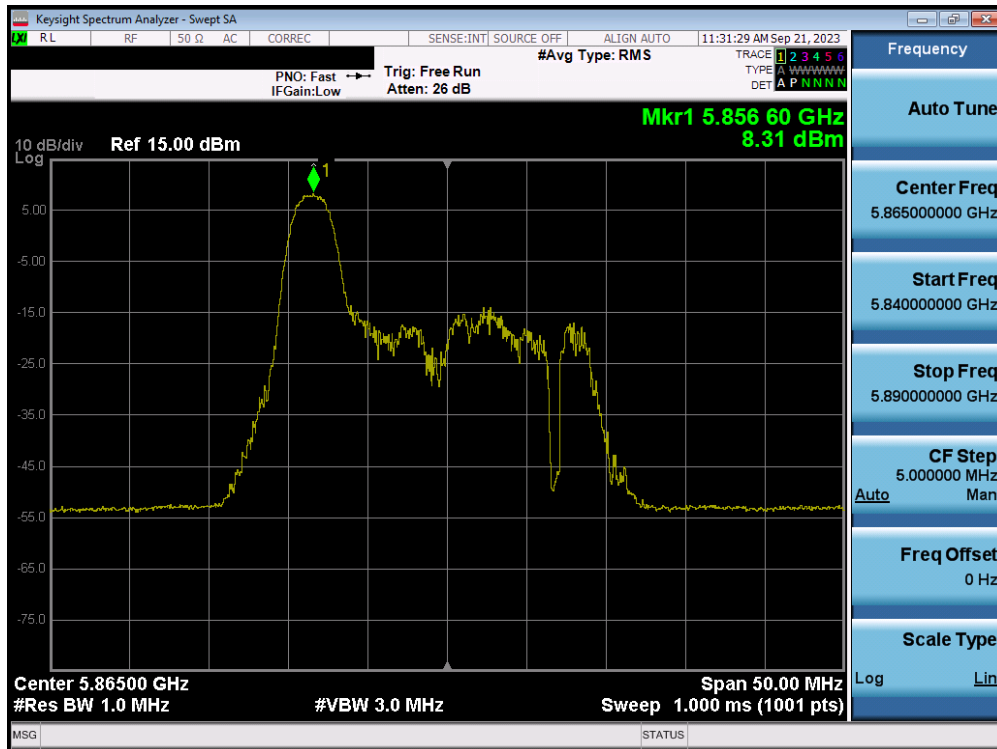 Keysight Spectrum Analyzer - Swept SA
LXI RL RF 50 Ω AC CORREC SENSE:INT SOURCE OFF ALIGN AUTO 11:31:29 AM Sep 21, 2023
Frequency
#Avg Type: RMS
TRACE 1 2 3 4 5 6
PNO: Fast Trig: Free Run
TYPE A WWWWW
IFGain:Low Atten: 26 dB
DET A P N N N N
Auto Tune
Mkr1 5.856 60 GHz
8.31 dBm
10 dB/div Ref 15.00 dBm
Log
1
5.00
-5.00
-15.0
-25.0
-35.0
-45.0
-55.0
-65.0
-75.0
Center Freq
5.865000000 GHz
Start Freq
5.840000000 GHz
Stop Freq
5.890000000 GHz
CF Step
5.000000 MHz
Auto Man
Freq Offset
0 Hz
Scale Type
Log Lin
Center 5.86500 GHz Span 50.00 MHz
#Res BW 1.0 MHz #VBW 3.0 MHz Sweep 1.000 ms (1001 pts)
MSG STATUS